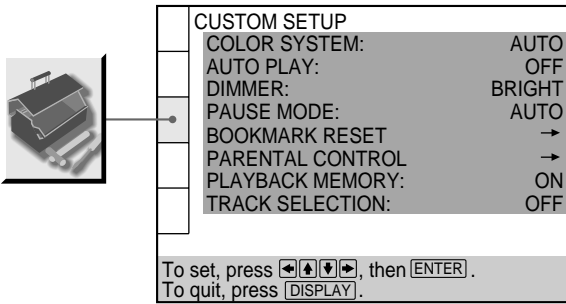 CUSTOM SETUP
COLOR SYSTEM: AUTO
AUTO PLAY: OFF
DIMMER: BRIGHT
PAUSE MODE: AUTO
BOOKMARK RESET →
PARENTAL CONTROL →
PLAYBACK MEMORY: ON
TRACK SELECTION: OFF
To set, press ←↑↓→, then ENTER.
To quit, press DISPLAY.